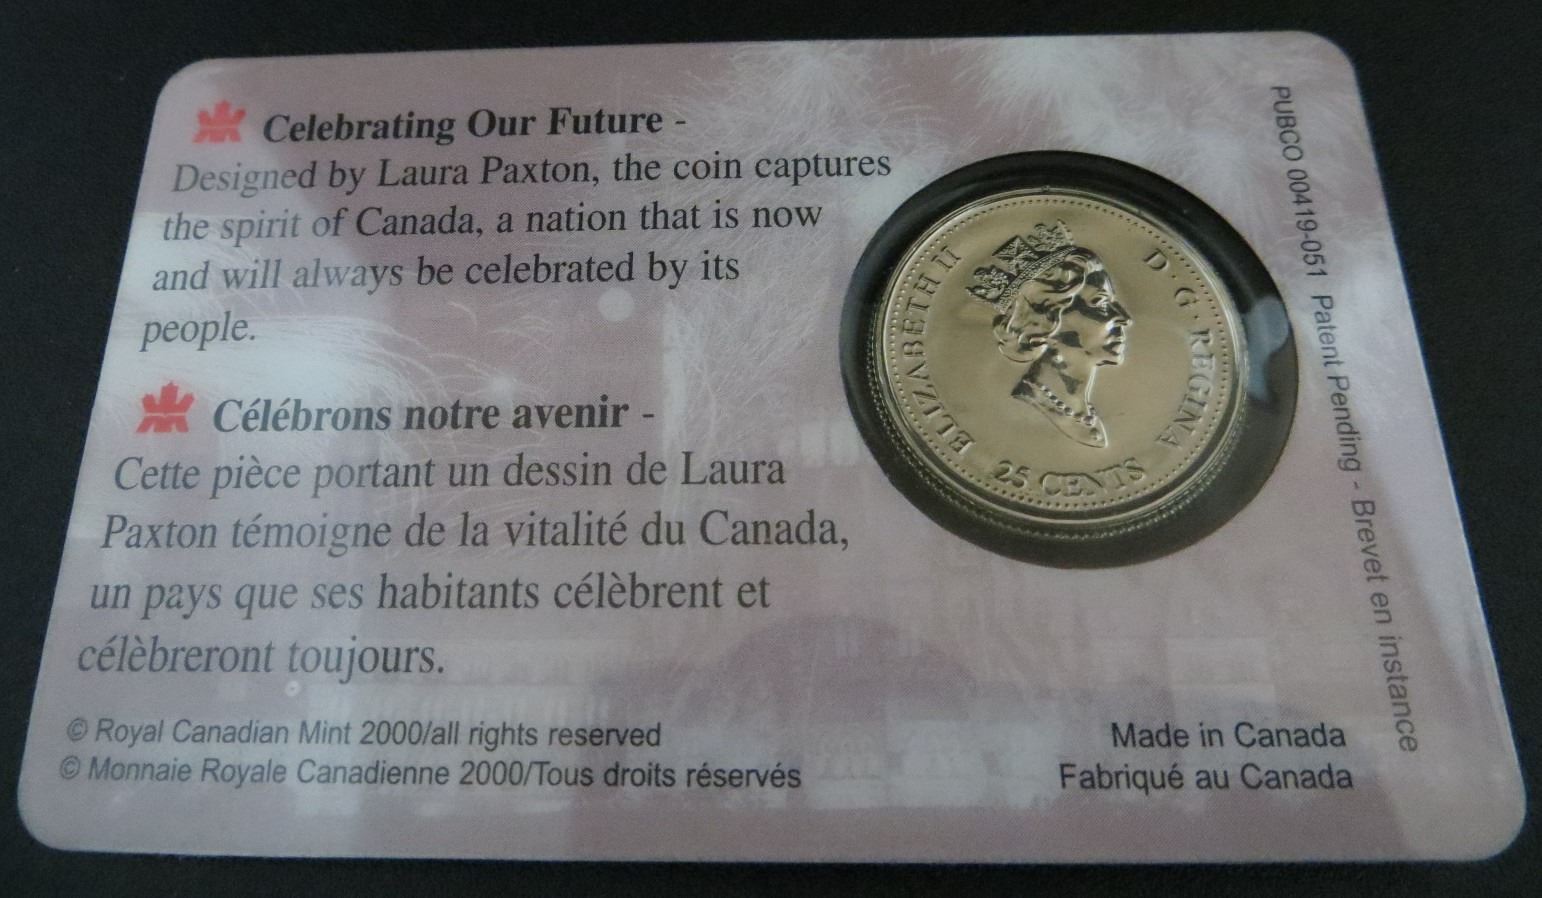 Celebrating Our Future -
Designed by Laura Paxton, the coin captures
the spirit of Canada, a nation that is now
and will always be celebrated by its
people.
Célébrons notre avenir -
Cette pièce portant un dessin de Laura
Paxton témoigne de la vitalité du Canada,
un pays que ses habitants célèbrent et
célèbreront toujours.
© Royal Canadian Mint 2000/all rights reserved
© Monnaie Royale Canadienne 2000/Tous droits réservés
Made in Canada
Fabriqué au Canada
ELIZABETH II
D · G · REGINA
25 CENTS
PUBCO 00419-051 Patent Pending - Brevet en instance